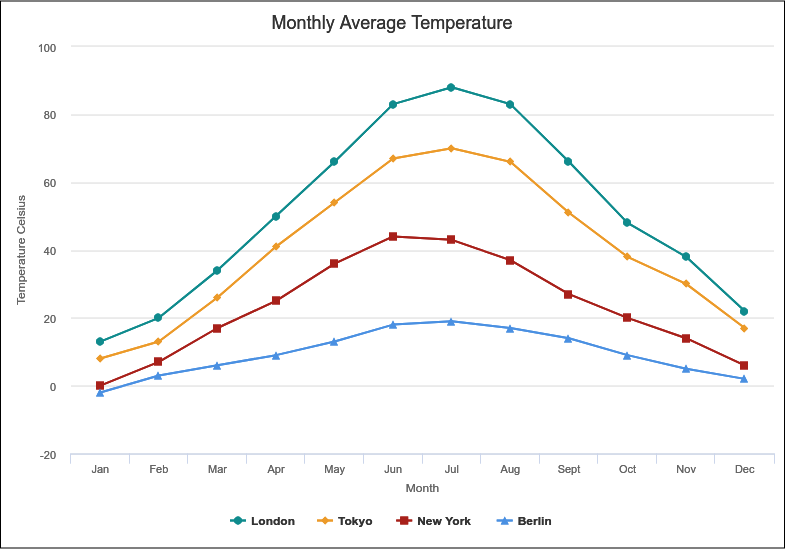 Monthly Average Temperature
100
80
60
40
20
0
-20
Temperature Celsius
Jan Feb Mar Apr May Jun Jul Aug Sept Oct Nov Dec
Month
London Tokyo New York Berlin